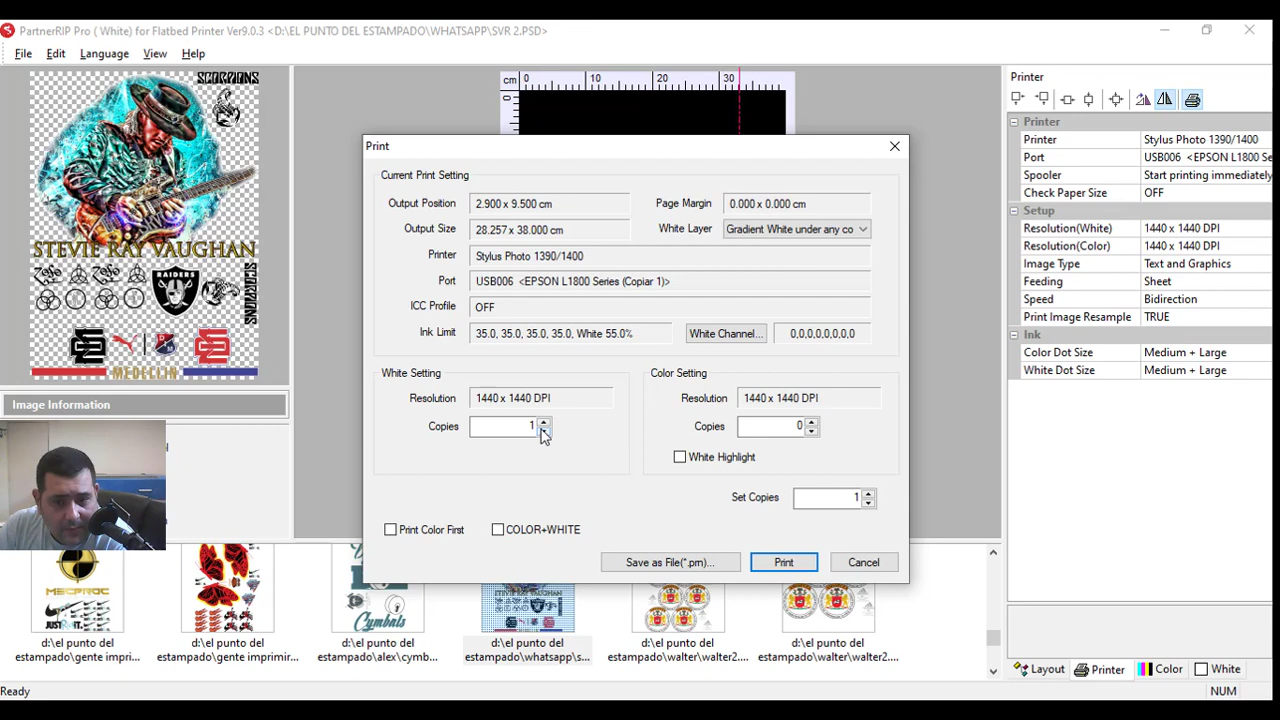 PartnerRIP Pro ( White) for Flatbed Printer Ver9.0.3 <D:\EL PUNTO DEL ESTAMPADO\WHATSAPP\SVR 2.PSD>
File Edit Language View Help
SCORPIONS
STEVIE RAY VAUGHAN
ZoSo ZoSo
RAIDERS
SCORPIONS
MEDELLIN
Image Information
cm 0 10 20 30
0
Print
Current Print Setting
Output Position 2.900 x 9.500 cm Page Margin 0.000 x 0.000 cm
Output Size 28.257 x 38.000 cm White Layer Gradient White under any co
Printer Stylus Photo 1390/1400
Port USB006 <EPSON L1800 Series (Copiar 1)>
ICC Profile OFF
Ink Limit 35.0, 35.0, 35.0, 35.0, White 55.0% White Channel... 0,0,0,0,0,0,0,0
White Setting Color Setting
Resolution 1440 x 1440 DPI Resolution 1440 x 1440 DPI
Copies 1 Copies 0
White Highlight
Set Copies 1
Print Color First COLOR+WHITE
Save as File(*.prn)... Print Cancel
Printer
Printer
Printer Stylus Photo 1390/1400
Port USB006 <EPSON L1800 Se
Spooler Start printing immediately
Check Paper Size OFF
Setup
Resolution(White) 1440 x 1440 DPI
Resolution(Color) 1440 x 1440 DPI
Image Type Text and Graphics
Feeding Sheet
Speed Bidirection
Print Image Resample TRUE
Ink
Color Dot Size Medium + Large
White Dot Size Medium + Large
MECPROC
Cymbals
STEVIE RAY VAUGHAN
d:\el punto del
estampado\gente impri...
d:\el punto del
estampado\gente imprimir...
d:\el punto del
estampado\alex\cymb...
d:\el punto del
estampado\whatsapp\s...
d:\el punto del
estampado\walter\walter2....
d:\el punto del
estampado\walter\walter2....
Layout Printer Color White
Ready NUM